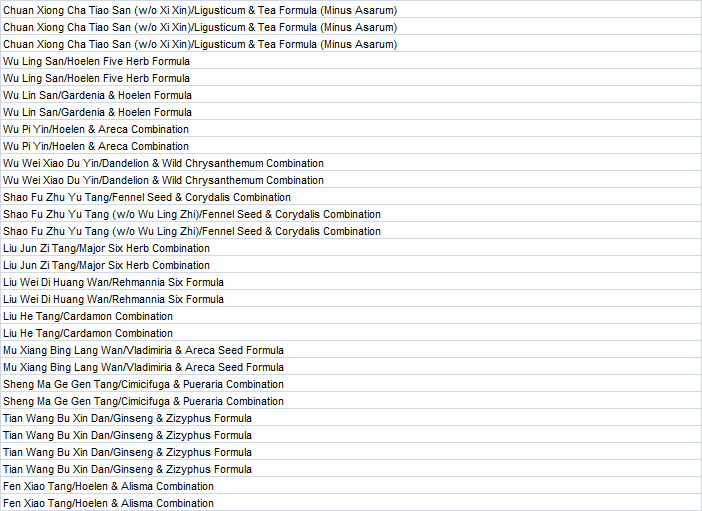 Chuan Xiong Cha Tiao San (w/o Xi Xin)/Ligusticum & Tea Formula (Minus Asarum)
Chuan Xiong Cha Tiao San (w/o Xi Xin)/Ligusticum & Tea Formula (Minus Asarum)
Chuan Xiong Cha Tiao San (w/o Xi Xin)/Ligusticum & Tea Formula (Minus Asarum)
Wu Ling San/Hoelen Five Herb Formula
Wu Ling San/Hoelen Five Herb Formula
Wu Lin San/Gardenia & Hoelen Formula
Wu Lin San/Gardenia & Hoelen Formula
Wu Pi Yin/Hoelen & Areca Combination
Wu Pi Yin/Hoelen & Areca Combination
Wu Wei Xiao Du Yin/Dandelion & Wild Chrysanthemum Combination
Wu Wei Xiao Du Yin/Dandelion & Wild Chrysanthemum Combination
Shao Fu Zhu Yu Tang/Fennel Seed & Corydalis Combination
Shao Fu Zhu Yu Tang (w/o Wu Ling Zhi)/Fennel Seed & Corydalis Combination
Shao Fu Zhu Yu Tang (w/o Wu Ling Zhi)/Fennel Seed & Corydalis Combination
Liu Jun Zi Tang/Major Six Herb Combination
Liu Jun Zi Tang/Major Six Herb Combination
Liu Wei Di Huang Wan/Rehmannia Six Formula
Liu Wei Di Huang Wan/Rehmannia Six Formula
Liu He Tang/Cardamon Combination
Liu He Tang/Cardamon Combination
Mu Xiang Bing Lang Wan/Vladimiria & Areca Seed Formula
Mu Xiang Bing Lang Wan/Vladimiria & Areca Seed Formula
Sheng Ma Ge Gen Tang/Cimicifuga & Pueraria Combination
Sheng Ma Ge Gen Tang/Cimicifuga & Pueraria Combination
Tian Wang Bu Xin Dan/Ginseng & Zizyphus Formula
Tian Wang Bu Xin Dan/Ginseng & Zizyphus Formula
Tian Wang Bu Xin Dan/Ginseng & Zizyphus Formula
Tian Wang Bu Xin Dan/Ginseng & Zizyphus Formula
Fen Xiao Tang/Hoelen & Alisma Combination
Fen Xiao Tang/Hoelen & Alisma Combination